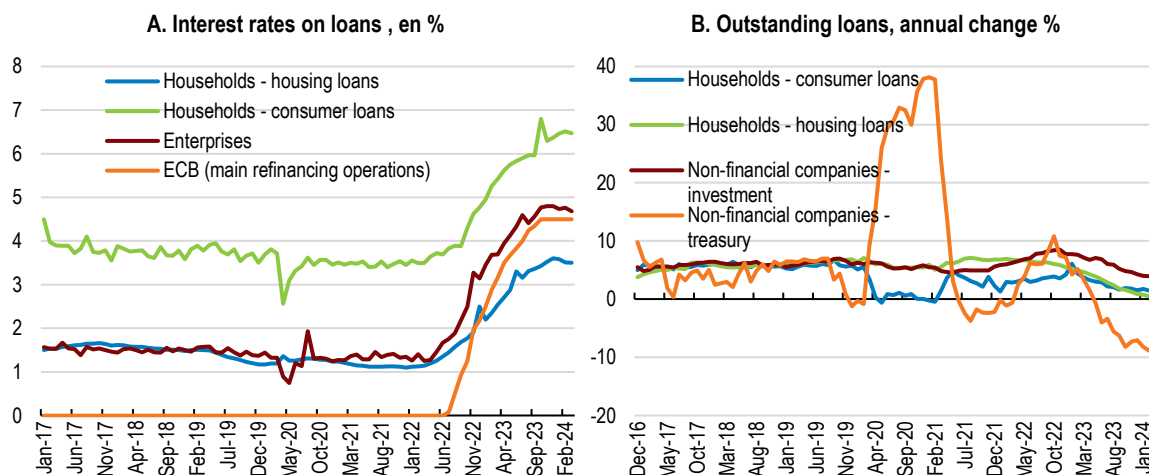 A. Interest rates on loans , en %
8
7
6
5
4
3
2
1
0
Households - housing loans
Households - consumer loans
Enterprises
ECB (main refinancing operations)
Jan-17
Jun-17
Nov-17
Apr-18
Sep-18
Feb-19
Jul-19
Dec-19
May-20
Oct-20
Mar-21
Aug-21
Jan-22
Jun-22
Nov-22
Apr-23
Sep-23
Feb-24
B. Outstanding loans, annual change %
40
30
20
10
0
-10
-20
Households - consumer loans
Households - housing loans
Non-financial companies -
investment
Non-financial companies -
treasury
Dec-16
May-17
Oct-17
Mar-18
Aug-18
Jan-19
Jun-19
Nov-19
Apr-20
Sep-20
Feb-21
Jul-21
Dec-21
May-22
Oct-22
Mar-23
Aug-23
Jan-24